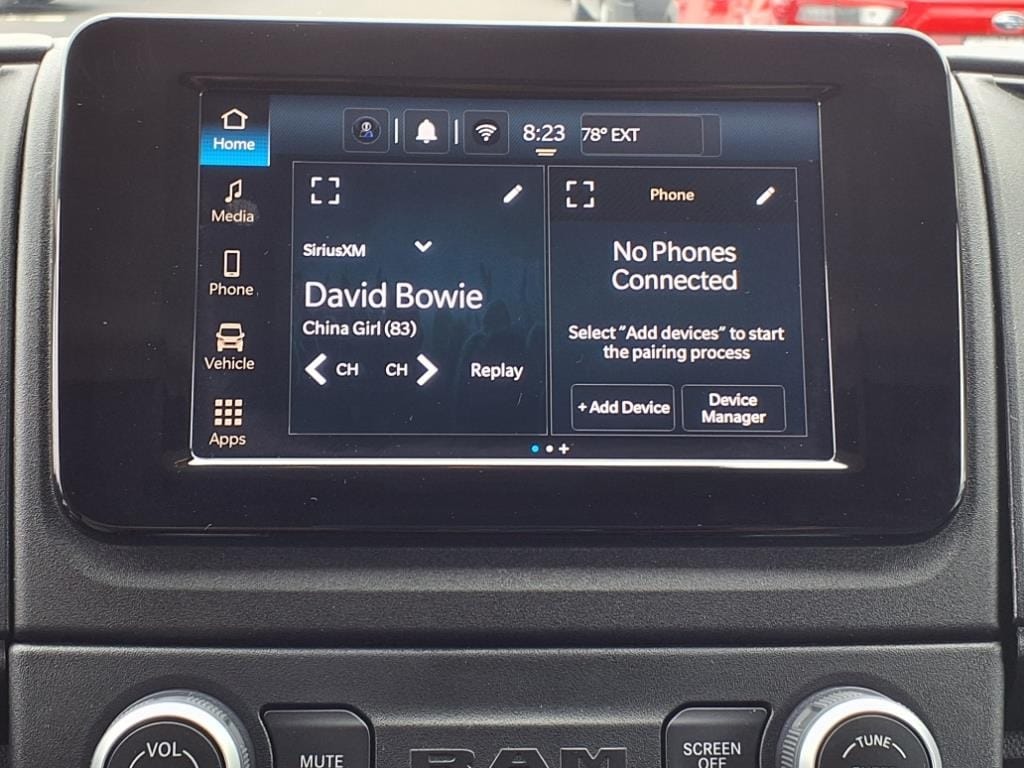 8:23 78° EXT
Home
Media
Phone
Vehicle
Apps
SiriusXM
David Bowie
China Girl (83)
CH CH Replay
Phone
No Phones
Connected
Select "Add devices" to start
the pairing process
+ Add Device
Device
Manager
VOL
MUTE
RAM
SCREEN
OFF
TUNE